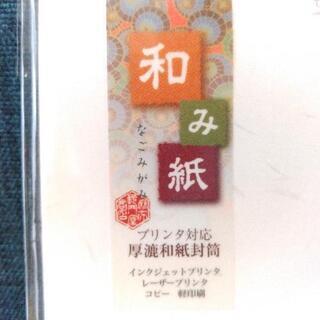 和み紙
なごみがみ
プリンタ対応
厚漉和紙封筒
インクジェットプリンタ
レーザープリンタ
コピー 軽印刷